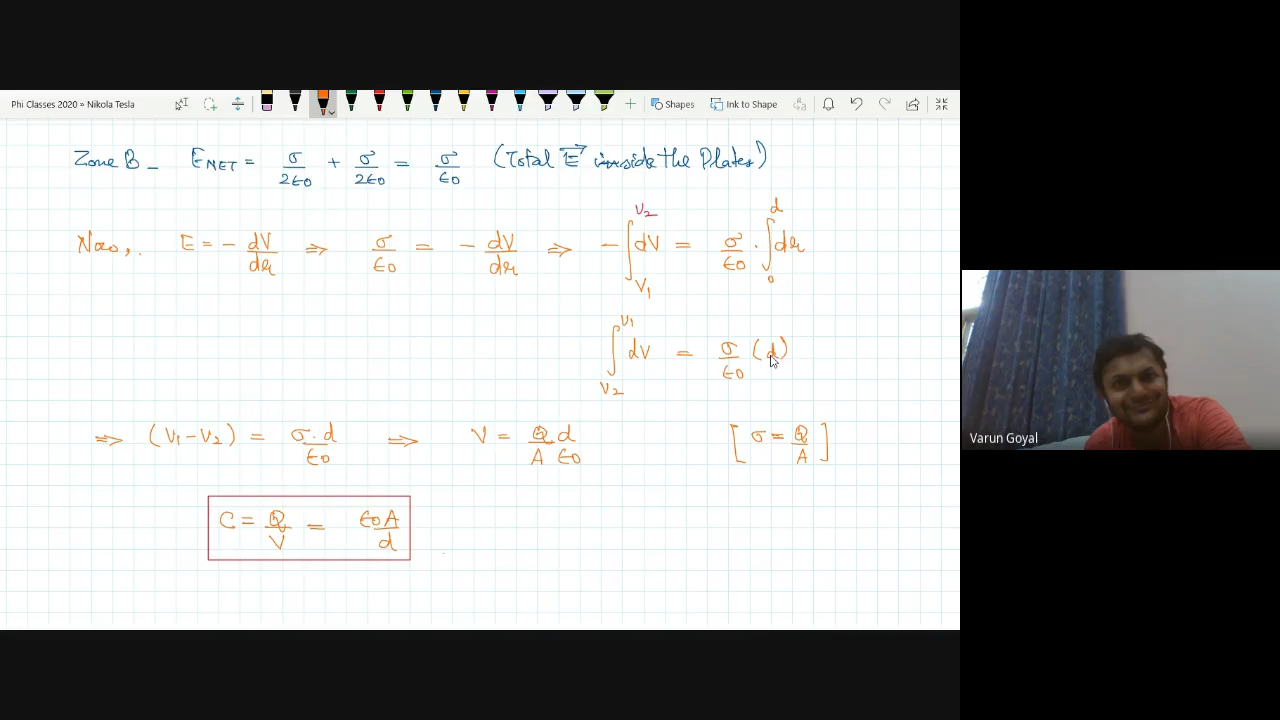 Phi Classes 2020 » Nikola Tesla
Shapes
Ink to Shape
Zone B - E_NET = σ/2ϵ0 + σ/2ϵ0 = σ/ϵ0 (Total E⃗ inside the Plates)
Now, E = - dV/dr ⇒ σ/ϵ0 = - dV/dr ⇒ - ∫_{V1}^{V2} dV = σ/ϵ0 . ∫_0^d dr
∫_{V2}^{V1} dV = σ/ϵ0 (d)
⇒ (V1-V2) = σ.d/ϵ0 ⇒ V = Q d/A ϵ0 [σ = Q/A]
C = Q/V = ϵ0A/d
Varun Goyal